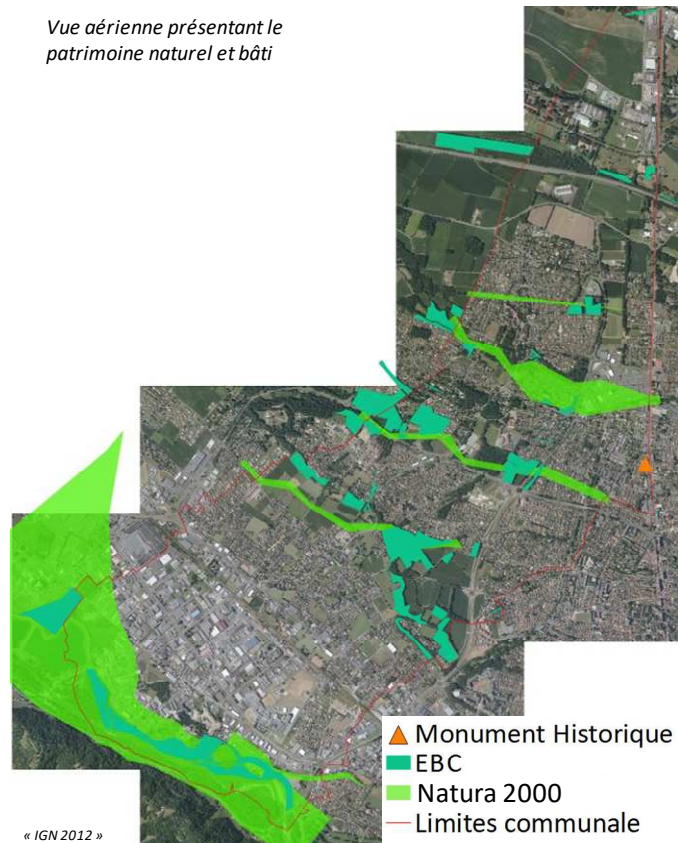 Vue aérienne présentant le
patrimoine naturel et bâti
Monument Historique
EBC
Natura 2000
Limites communale
« IGN 2012 »